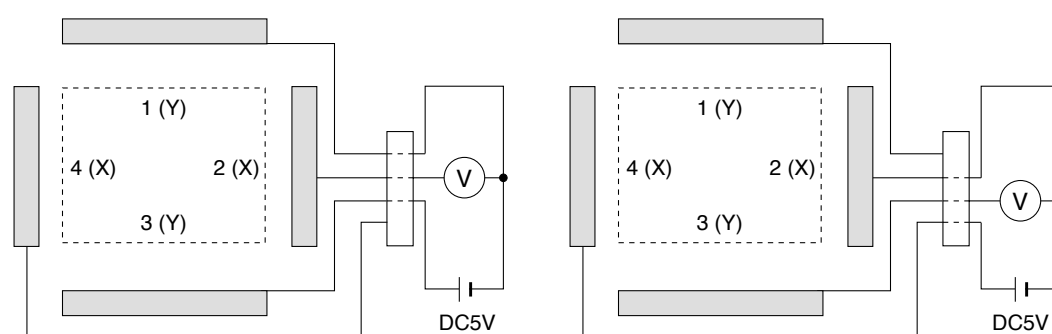 1 (Y)
4 (X)
2 (X)
3 (Y)
V
DC5V
1 (Y)
4 (X)
2 (X)
3 (Y)
V
DC5V